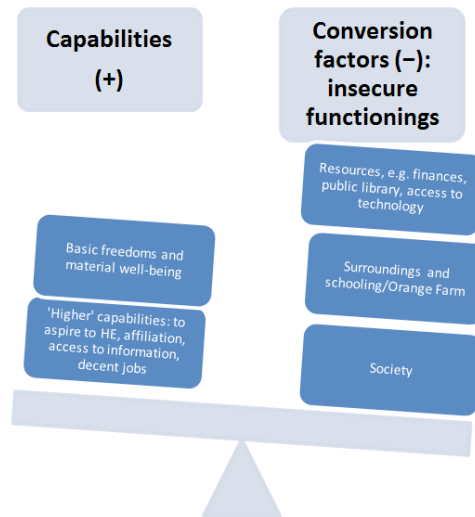 Capabilities
(+)
Conversion
factors (−):
insecure
functionings
Resources, e.g. finances,
public library, access to
technology
Basic freedoms and
material well-being
Surroundings and
schooling/Orange Farm
'Higher' capabilities: to
aspire to HE, affiliation,
access to information,
decent jobs
Society